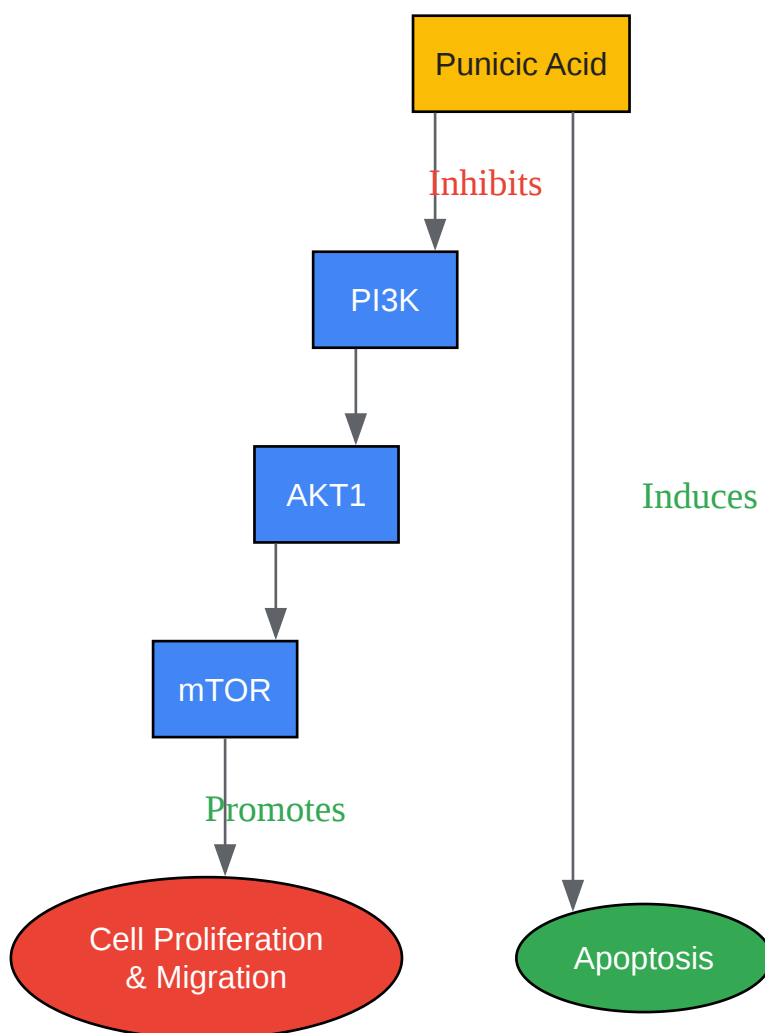 Punicic Acid
Inhibits
PI3K
AKT1
Induces
mTOR
Promotes
Cell Proliferation
& Migration
Apoptosis